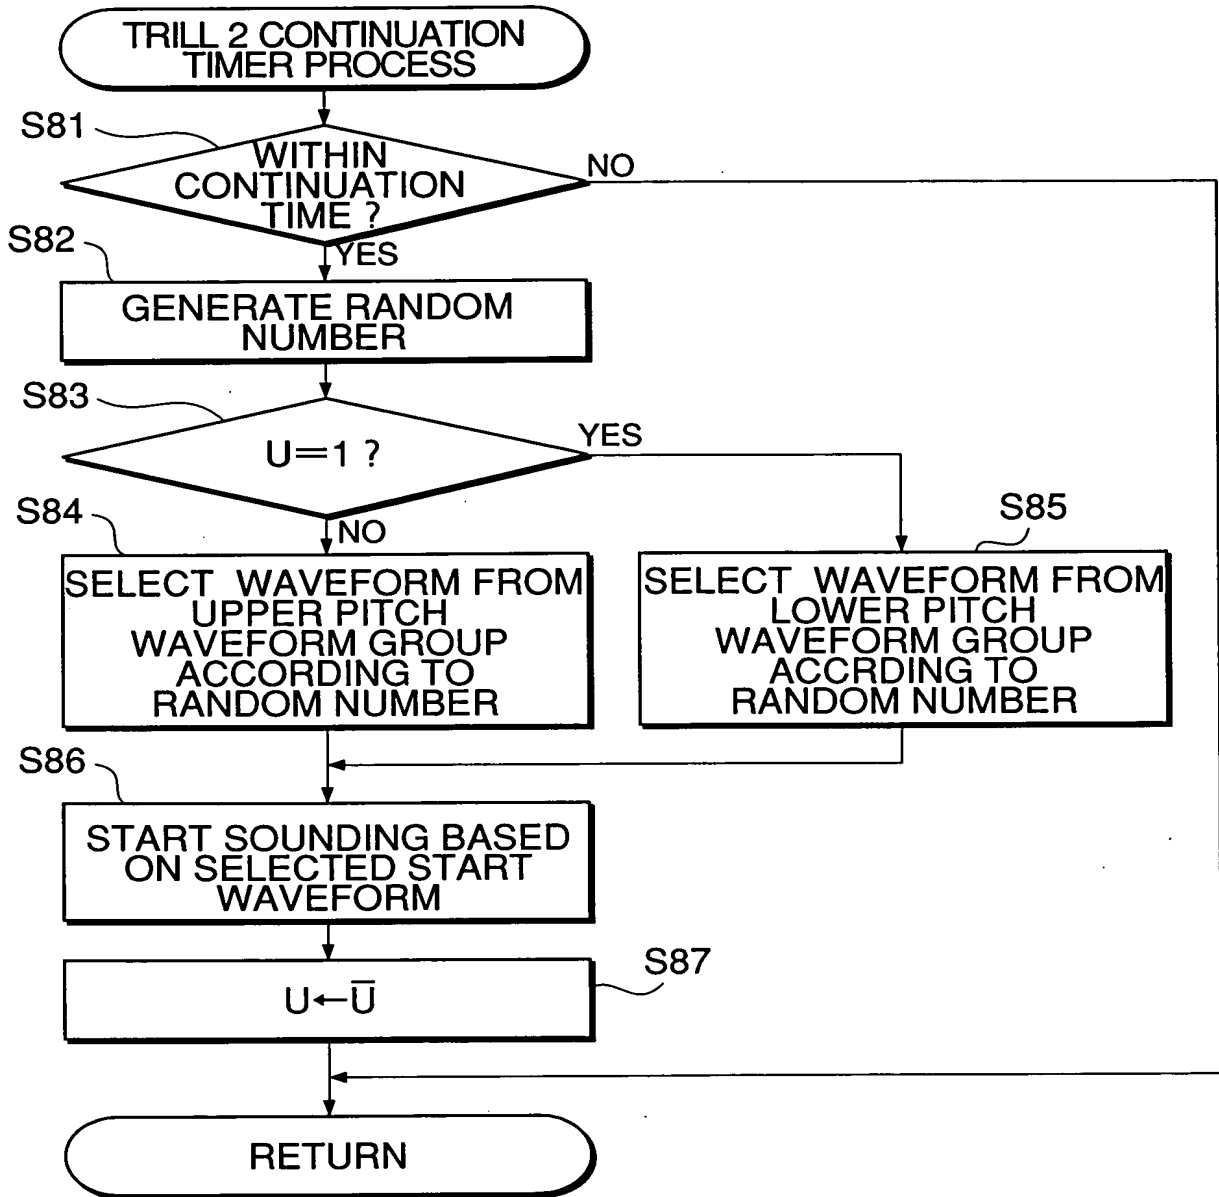 TRILL 2 CONTINUATION
TIMER PROCESS
S81
WITHIN
CONTINUATION
TIME ?
NO
S82
YES
GENERATE RANDOM
NUMBER
S83
U=1 ?
YES
S84
NO
S85
SELECT WAVEFORM FROM
UPPER PITCH
WAVEFORM GROUP
ACCORDING TO
RANDOM NUMBER
SELECT WAVEFORM FROM
LOWER PITCH
WAVEFORM GROUP
ACCRDING TO
RANDOM NUMBER
S86
START SOUNDING BASED
ON SELECTED START
WAVEFORM
S87
U←U̅
RETURN